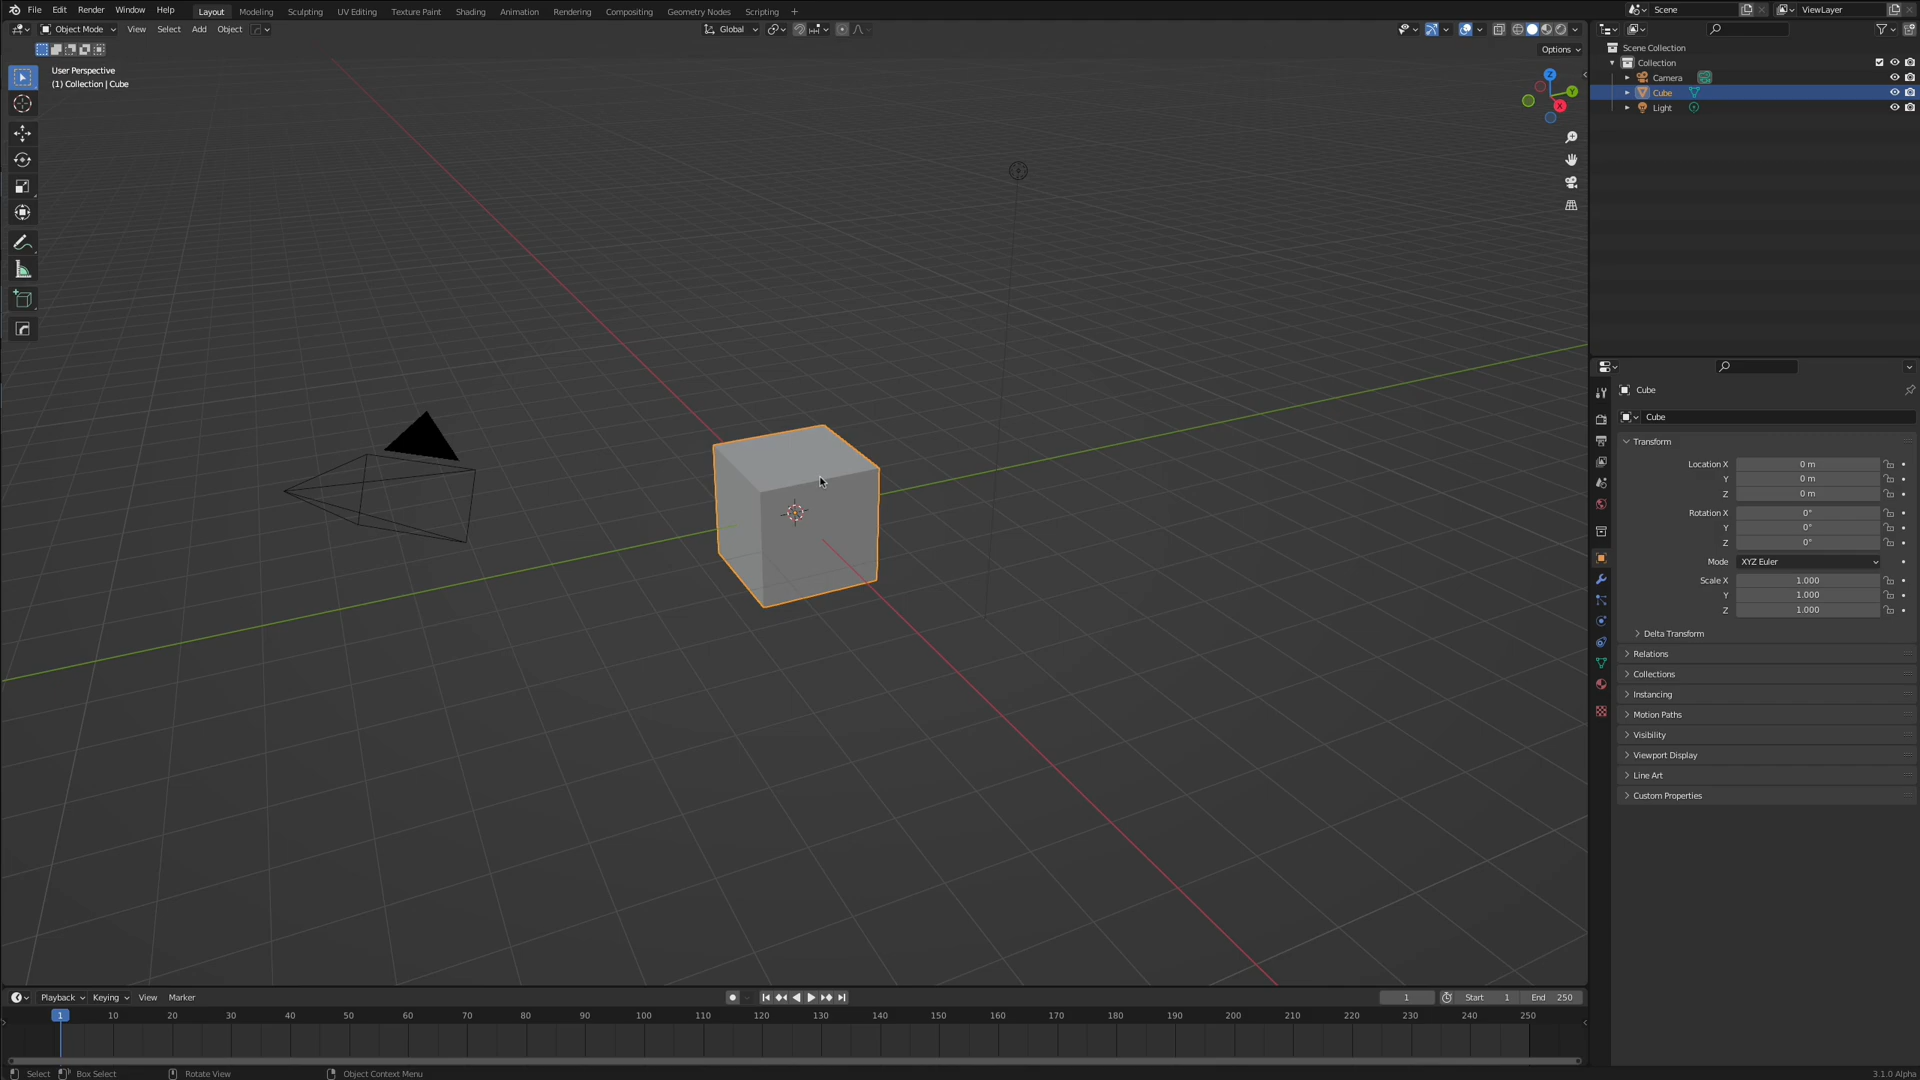 File Edit Render Window Help Layout Modeling Sculpting UV Editing Texture Paint Shading Animation Rendering Compositing Geometry Nodes Scripting + Scene ViewLayer
Object Mode View Select Add Object Global
Options
User Perspective
(1) Collection | Cube
Z
Y
X
Scene Collection
Collection
Camera
Cube
Light
Cube
Cube
Transform
Location X 0 m
Y 0 m
Z 0 m
Rotation X 0°
Y 0°
Z 0°
Mode XYZ Euler
Scale X 1.000
Y 1.000
Z 1.000
Delta Transform
Relations
Collections
Instancing
Motion Paths
Visibility
Viewport Display
Line Art
Custom Properties
Playback Keying View Marker 1 Start 1 End 250
1 10 20 30 40 50 60 70 80 90 100 110 120 130 140 150 160 170 180 190 200 210 220 230 240 250
Select Box Select Rotate View Object Context Menu 3.1.0 Alpha